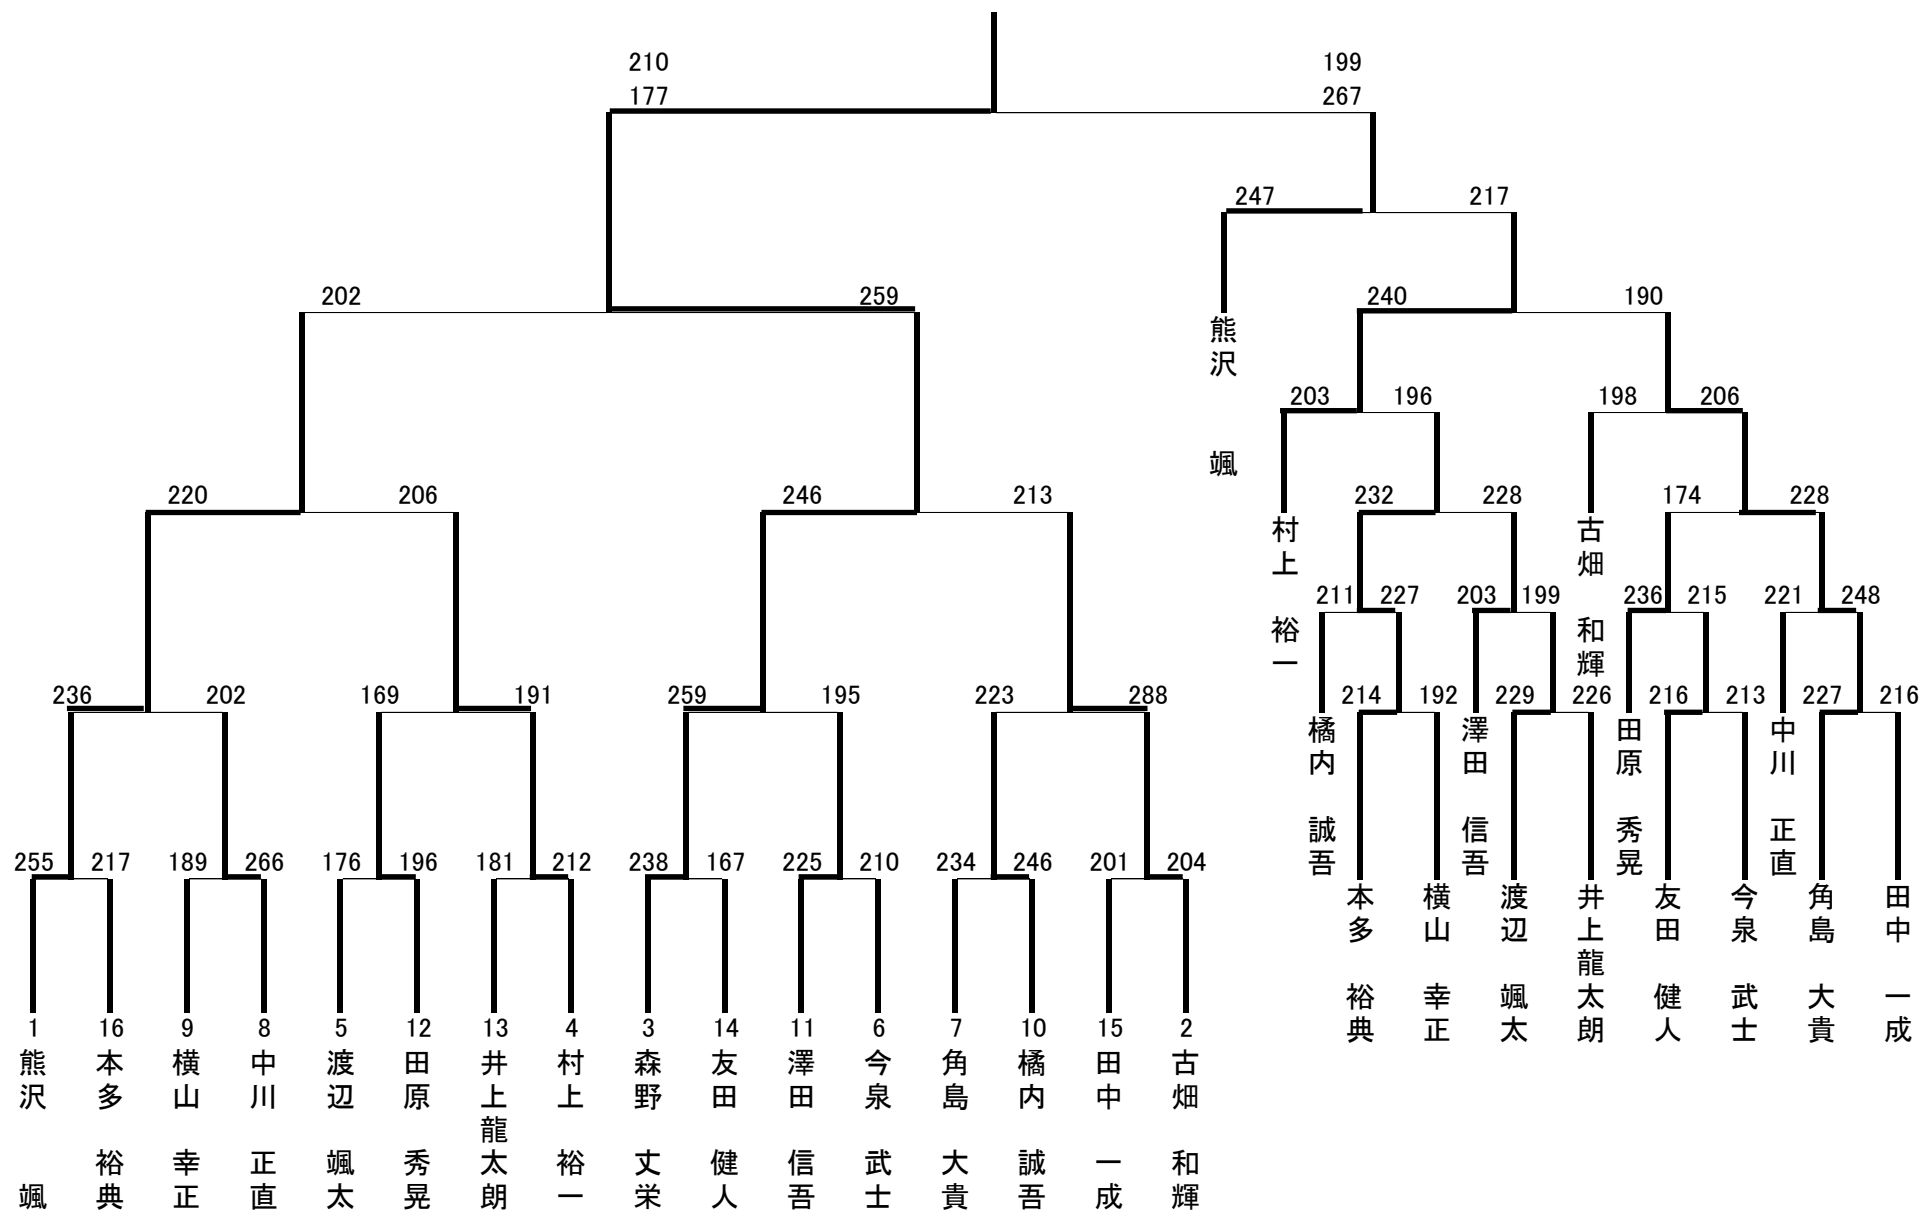 210 199
177 267
247 217
202 259 240 190
熊沢 颯
203 196 198 206
220 206 246 213 232 228 174 228
村上 裕一
古畑 和輝
211 227 203 199 236 215 221 248
236 202 169 191 259 195 223 288 214 192 229 226 216 213 227 216
橘内 誠吾
澤田 信吾
田原 秀晃
中川 正直
255 217 189 266 176 196 181 212 238 167 225 210 234 246 201 204
本多 裕典
横山 幸正
渡辺 颯太
井上龍太朗
友田 健人
今泉 武士
角島 大貴
田中 一成
1 16 9 8 5 12 13 4 3 14 11 6 7 10 15 2
熊沢 颯
本多 裕典
横山 幸正
中川 正直
渡辺 颯太
田原 秀晃
井上龍太朗
村上 裕一
森野 丈栄
友田 健人
澤田 信吾
今泉 武士
角島 大貴
橘内 誠吾
田中 一成
古畑 和輝